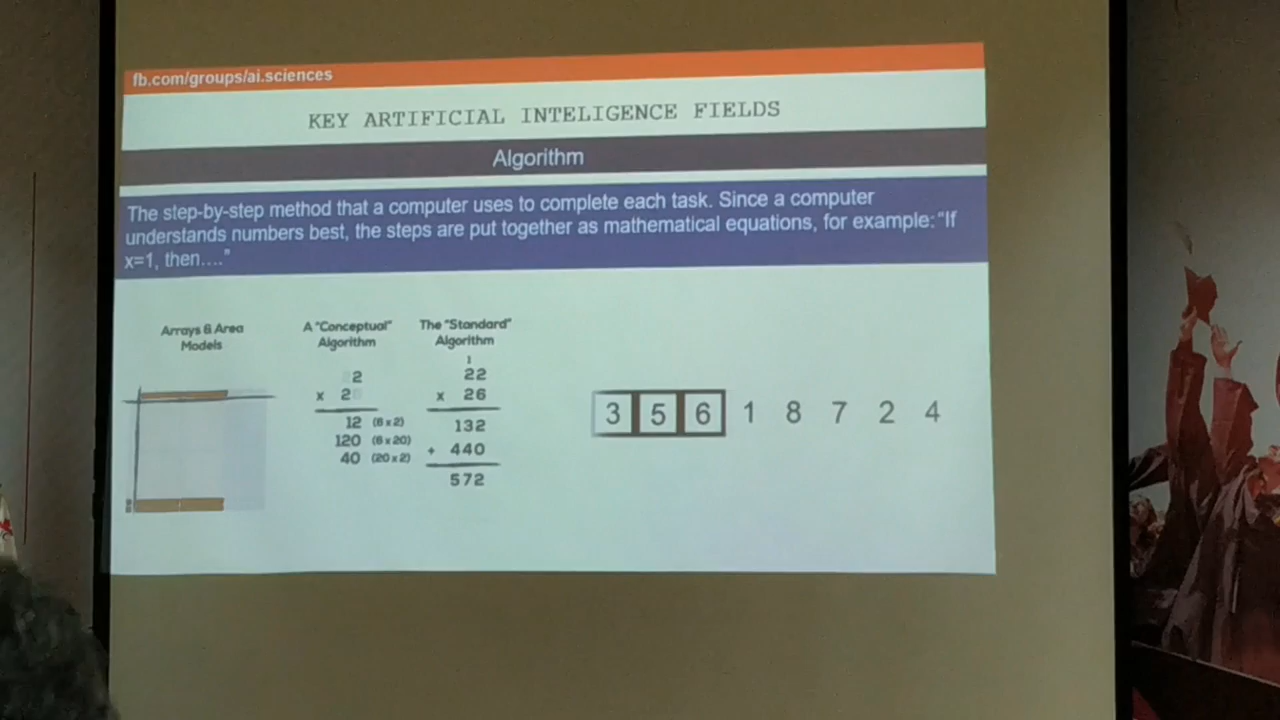 fb.com/groups/ai.sciences
KEY ARTIFICIAL INTELIGENCE FIELDS
Algorithm
The step-by-step method that a computer uses to complete each task. Since a computer
understands numbers best, the steps are put together as mathematical equations, for example: "If
x=1, then...."
Arrays & Area
Models
A "Conceptual"
Algorithm
2
x 2
12 (6 x 2)
120 (6 x 20)
40 (20 x 2)
The "Standard"
Algorithm
1
22
x 26
132
+ 440
572
3 5 6 1 8 7 2 4